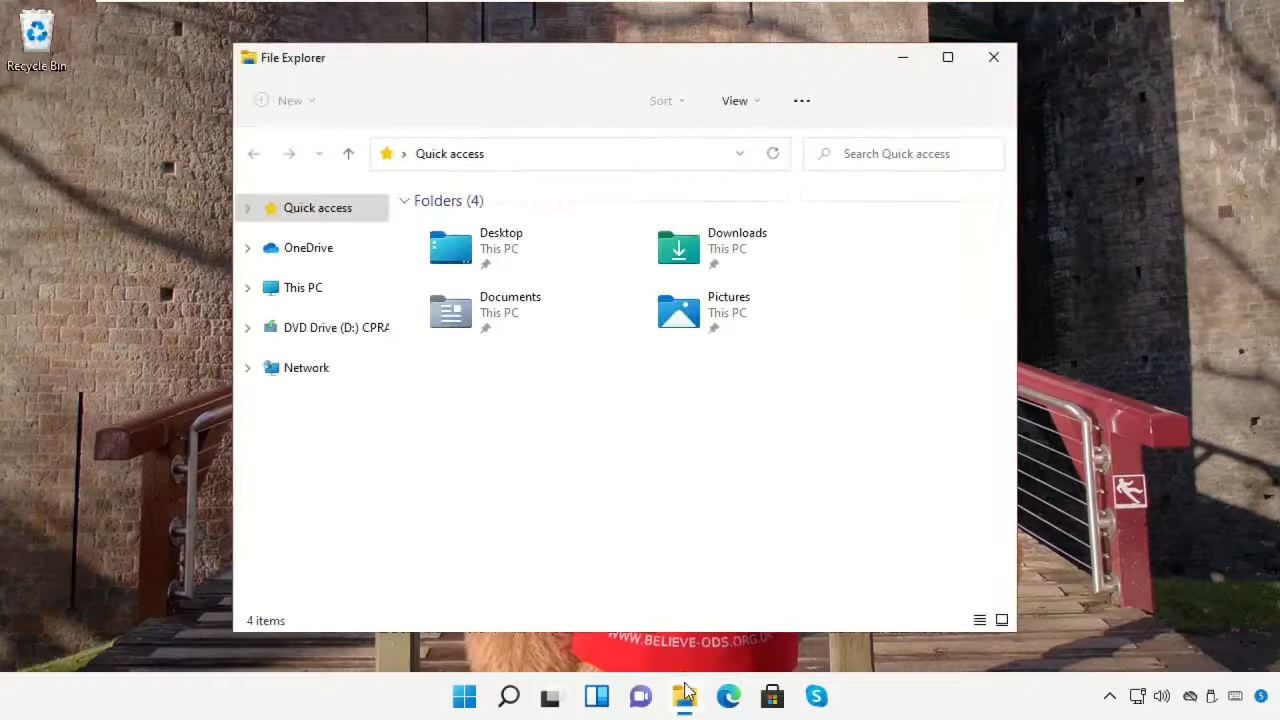 Recycle Bin
File Explorer
New
Sort
View
Quick access
Search Quick access
Quick access
OneDrive
This PC
DVD Drive (D:) CPRA
Network
Folders (4)
Desktop
This PC
Downloads
This PC
Documents
This PC
Pictures
This PC
4 items
WWW.BELIEVE-ODS.ORG.UK
5